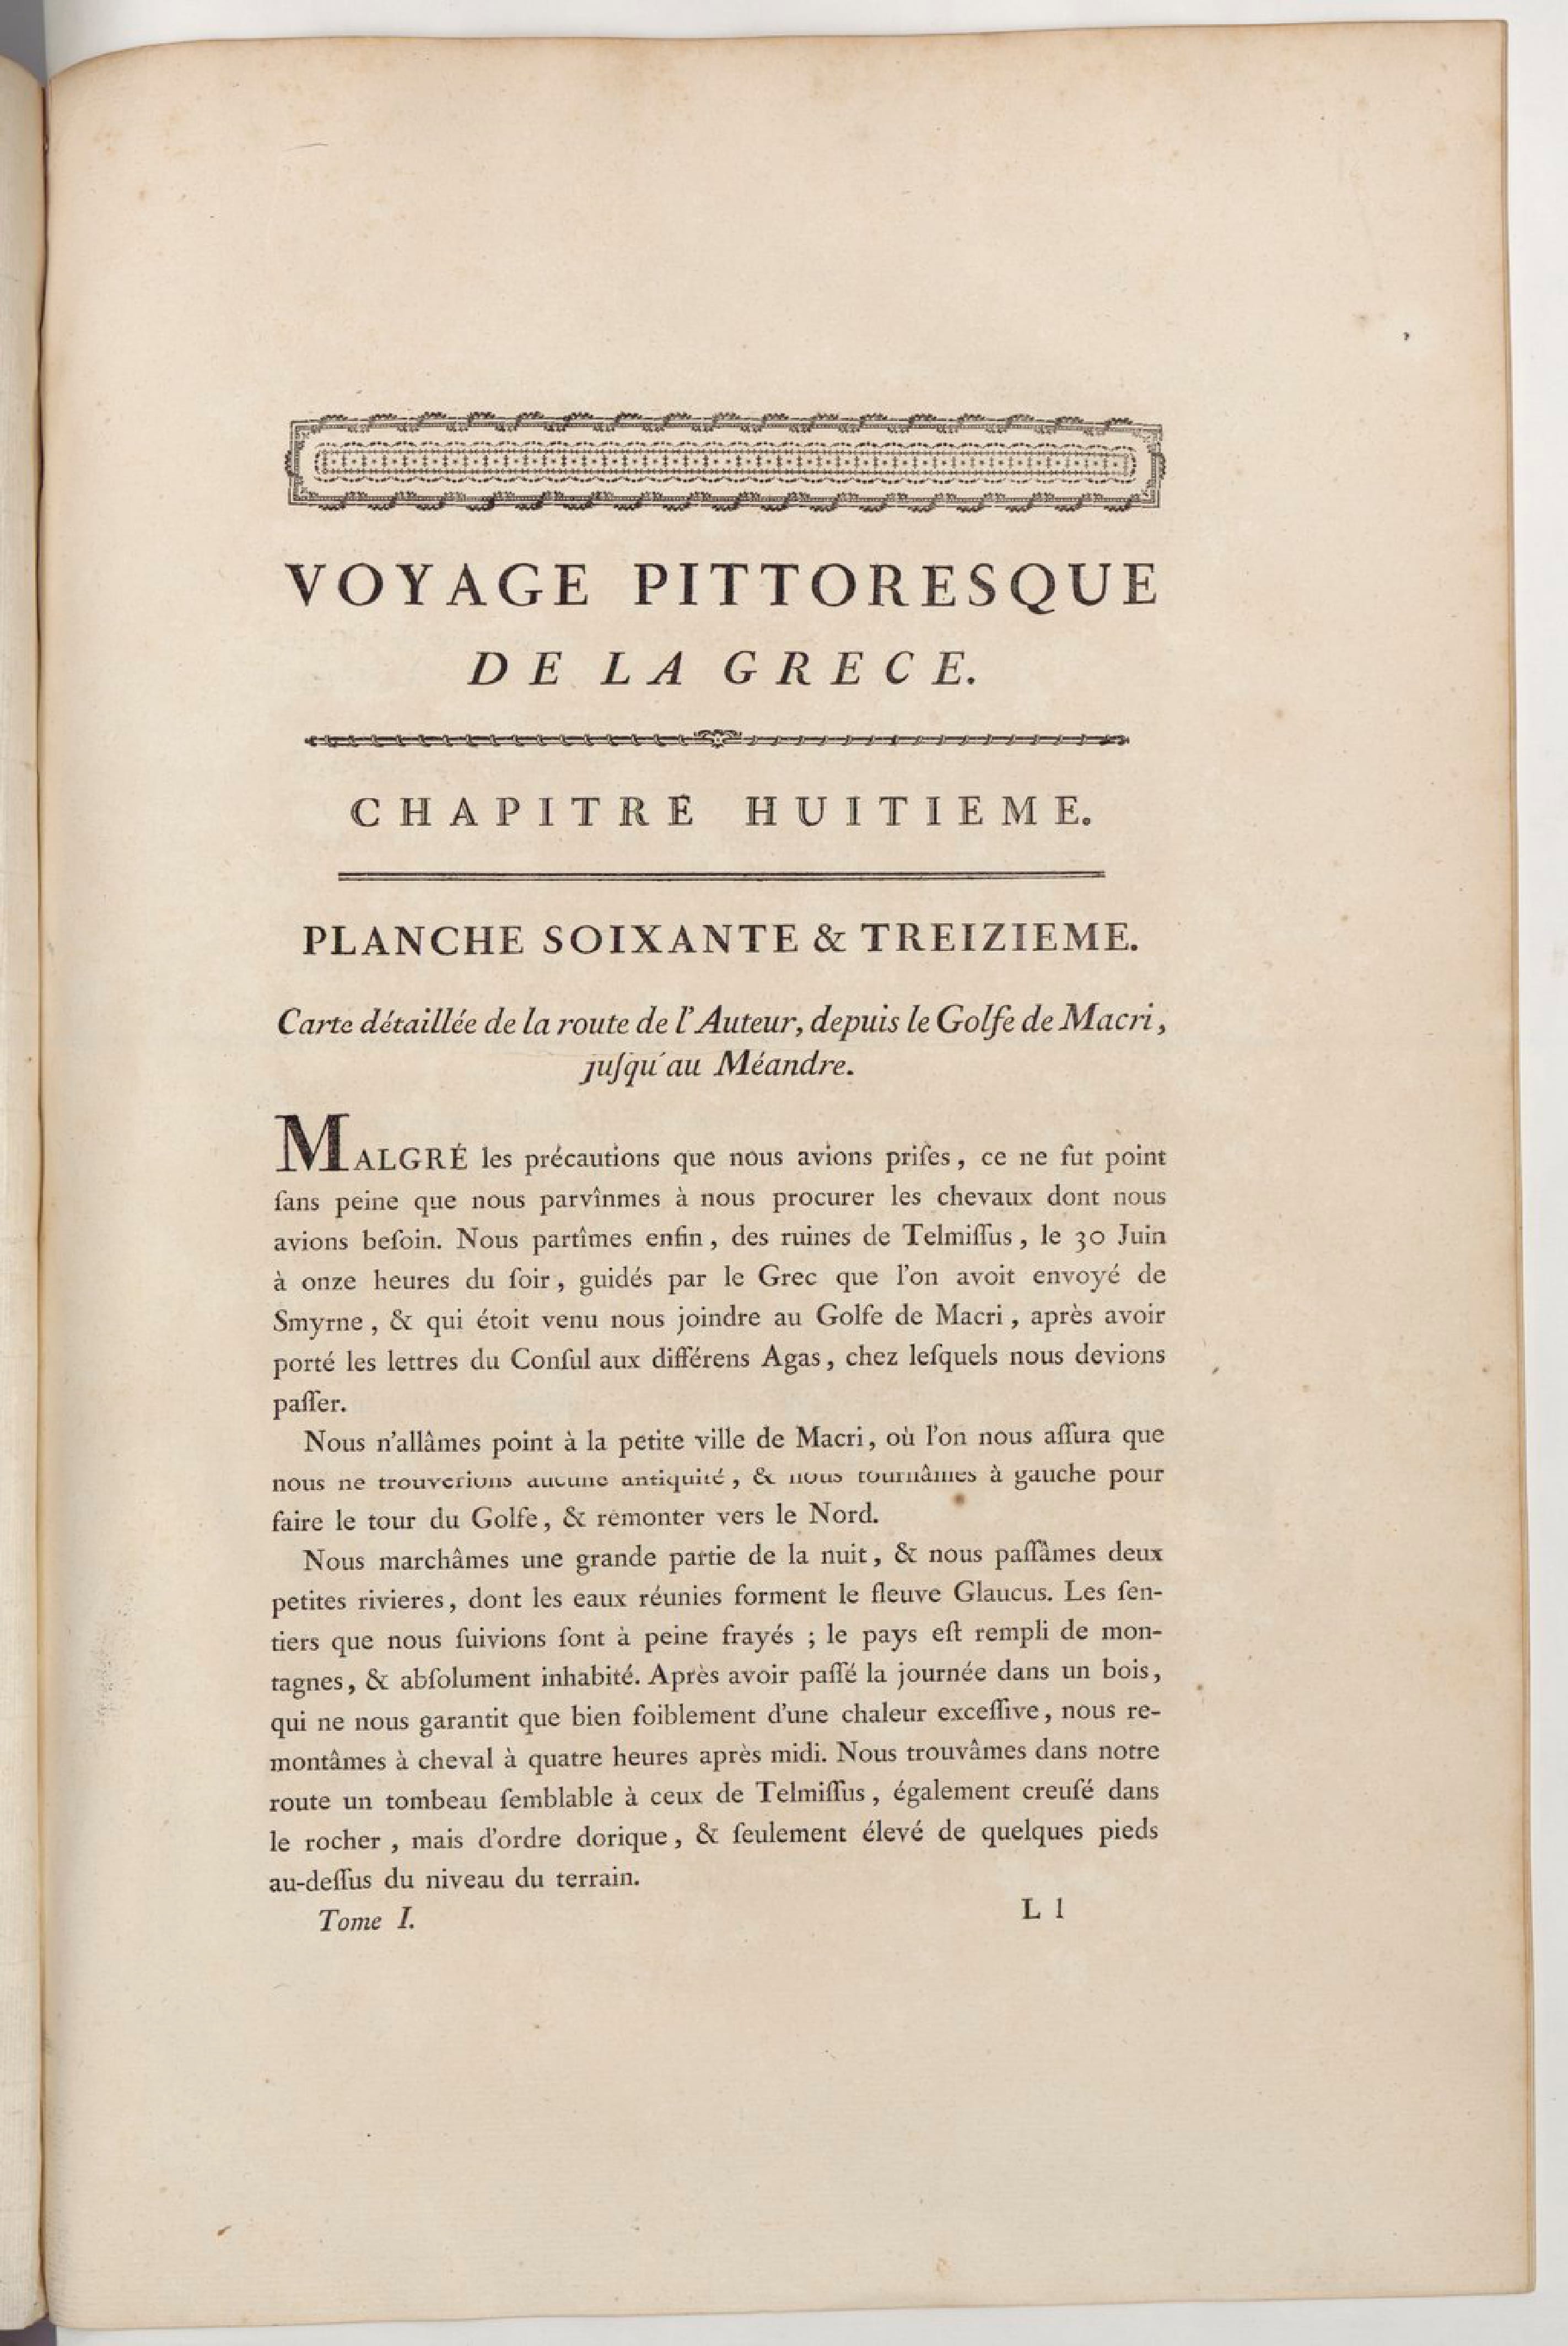 VOYAGE PITTORESQUE
DE LA GRECE.
CHAPITRE HUITIEME.
PLANCHE SOIXANTE & TREIZIEME.
Carte détaillée de la route de l'Auteur, depuis le Golfe de Macri,
juſqu'au Méandre.
MALGRÉ les précautions que nous avions priſes, ce ne fut point
ſans peine que nous parvînmes à nous procurer les chevaux dont nous
avions beſoin. Nous partîmes enfin, des ruines de Telmiſſus, le 30 Juin
à onze heures du ſoir, guidés par le Grec que l'on avoit envoyé de
Smyrne, & qui étoit venu nous joindre au Golfe de Macri, après avoir
porté les lettres du Conſul aux différens Agas, chez leſquels nous devions
paſſer.
Nous n'allâmes point à la petite ville de Macri, où l'on nous aſſura que
nous ne trouverions aucune antiquité, & nous tournâmes à gauche pour
faire le tour du Golfe, & remonter vers le Nord.
Nous marchâmes une grande partie de la nuit, & nous paſſâmes deux
petites rivieres, dont les eaux réunies forment le fleuve Glaucus. Les ſen-
tiers que nous ſuivions ſont à peine frayés ; le pays eſt rempli de mon-
tagnes, & abſolument inhabité. Après avoir paſſé la journée dans un bois,
qui ne nous garantit que bien foiblement d'une chaleur exceſſive, nous re-
montâmes à cheval à quatre heures après midi. Nous trouvâmes dans notre
route un tombeau ſemblable à ceux de Telmiſſus, également creuſé dans
le rocher, mais d'ordre dorique, & ſeulement élevé de quelques pieds
au-deſſus du niveau du terrain.
Tome I. L l